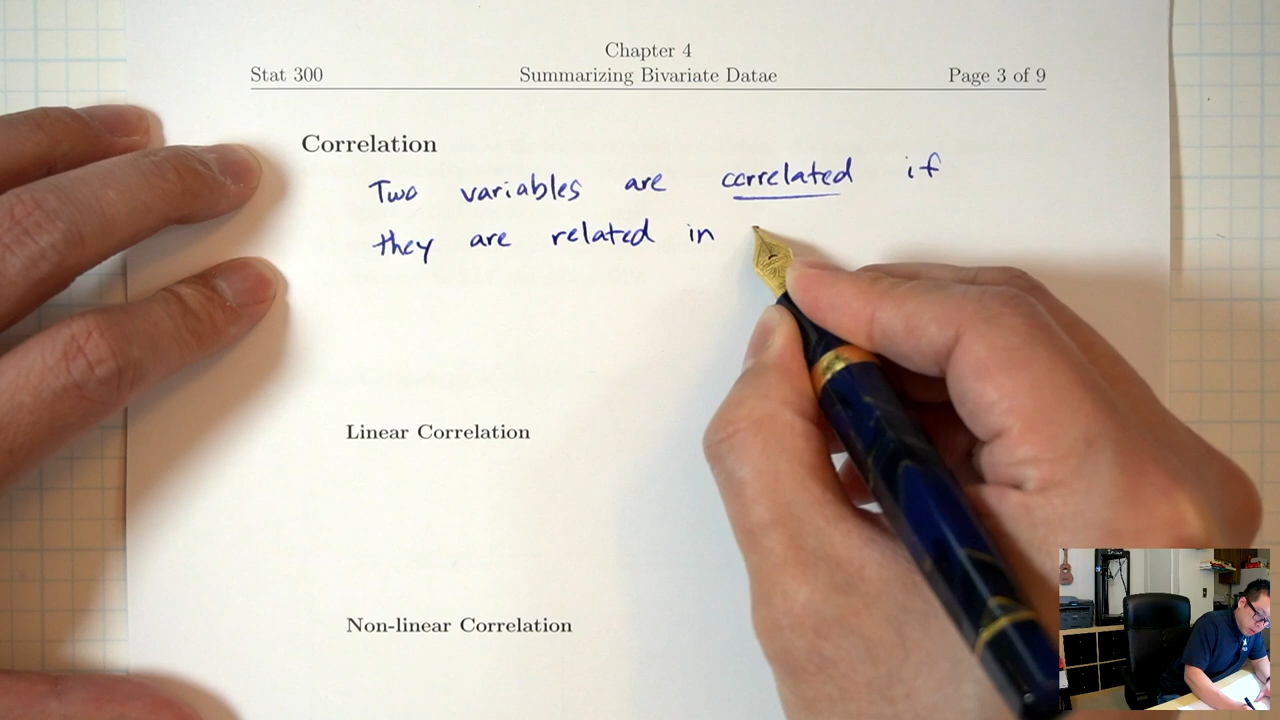 Chapter 4
Stat 300 Summarizing Bivariate Datae Page 3 of 9
Correlation
Two variables are correlated if
they are related in
Linear Correlation
Non-linear Correlation